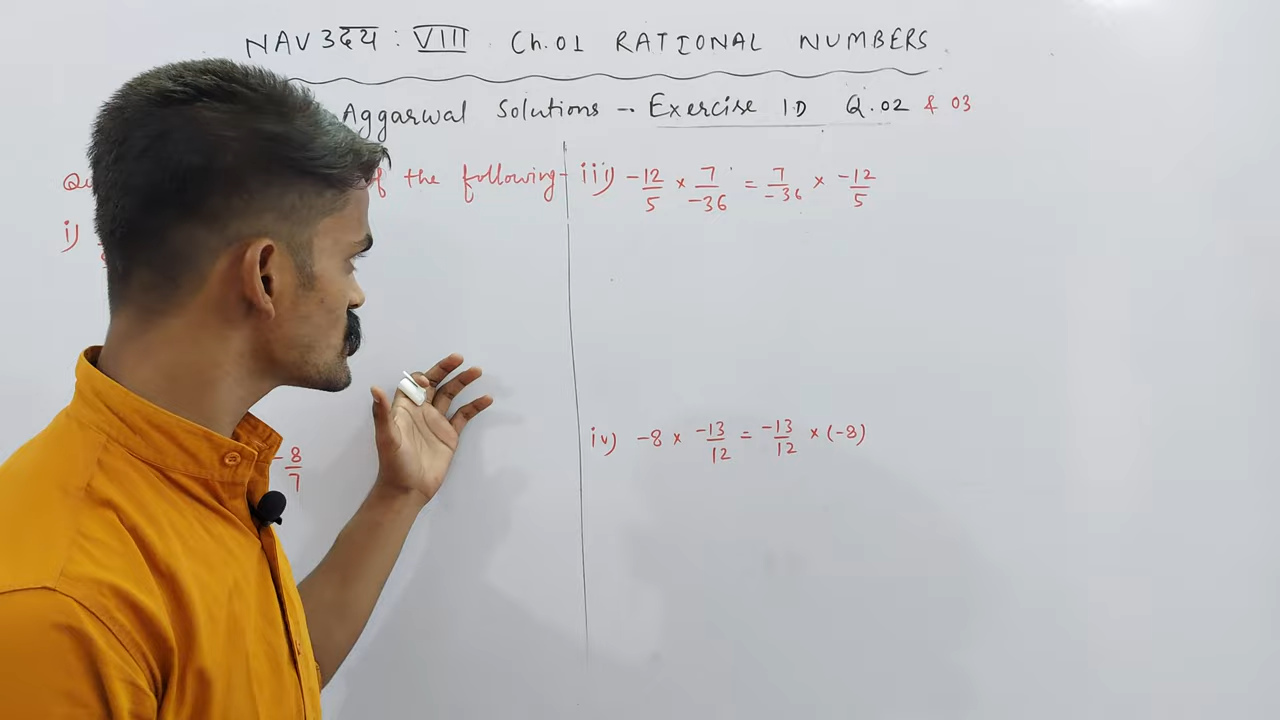 NAV उदय : VIII Ch.01 RATIONAL NUMBERS
Aggarwal Solutions – Exercise 1D Q.02 & 03
of the following -
i)
-8/7
iii) -12/5 × 7/-36 = 7/-36 × -12/5
iv) -8 × -13/12 = -13/12 × (-8)